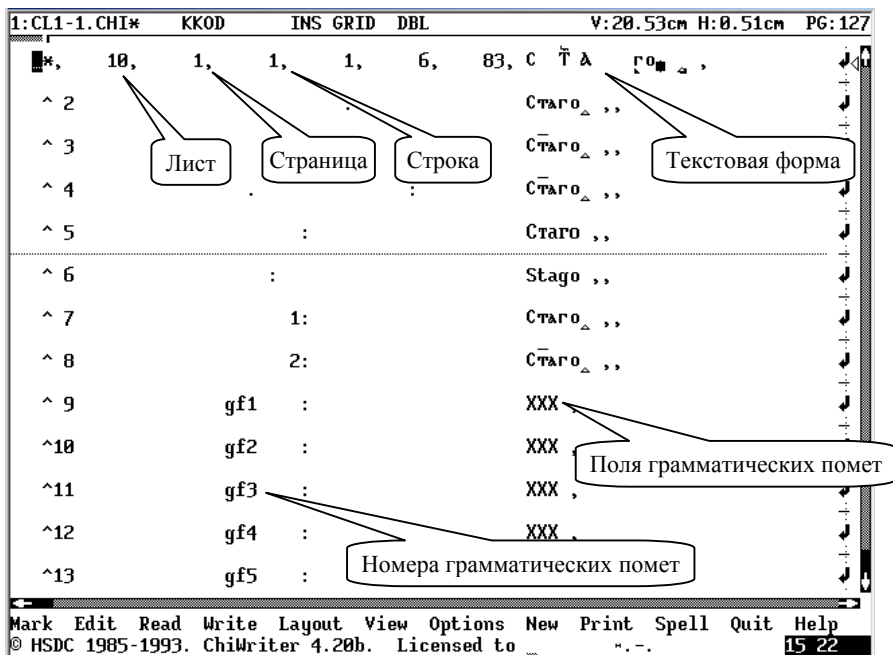 1:CL1-1.CHI* KKOD INS GRID DBL V:20.53cm H:0.51cm PG:127
*, 10, 1, 1, 1, 6, 83, С Т А го ,
^ 2 . Старо ,,
^ 3 Старо ,,
Лист Страница Строка Текстовая форма
^ 4 . : Старо ,,
^ 5 : Старо ,,
^ 6 : Stago ,,
^ 7 1: Старо ,,
^ 8 2: Старо ,,
^ 9 gf1 : XXX ,
^10 gf2 : XXX ,
Поля грамматических помет
^11 gf3 : XXX ,
^12 gf4 : XXX ,
Номера грамматических помет
^13 gf5 :
Mark Edit Read Write Layout View Options New Print Spell Quit Help
© HSDC 1985-1993. ChiWriter 4.20b. Licensed to 15 22